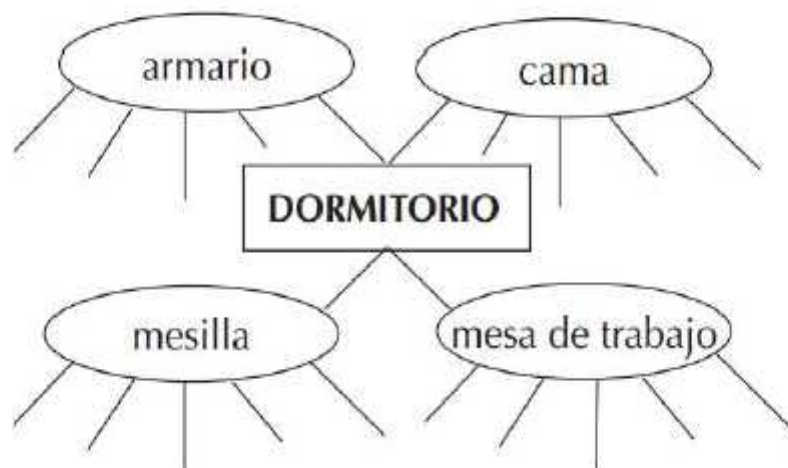 armario
cama
DORMITORIO
mesilla
mesa de trabajo